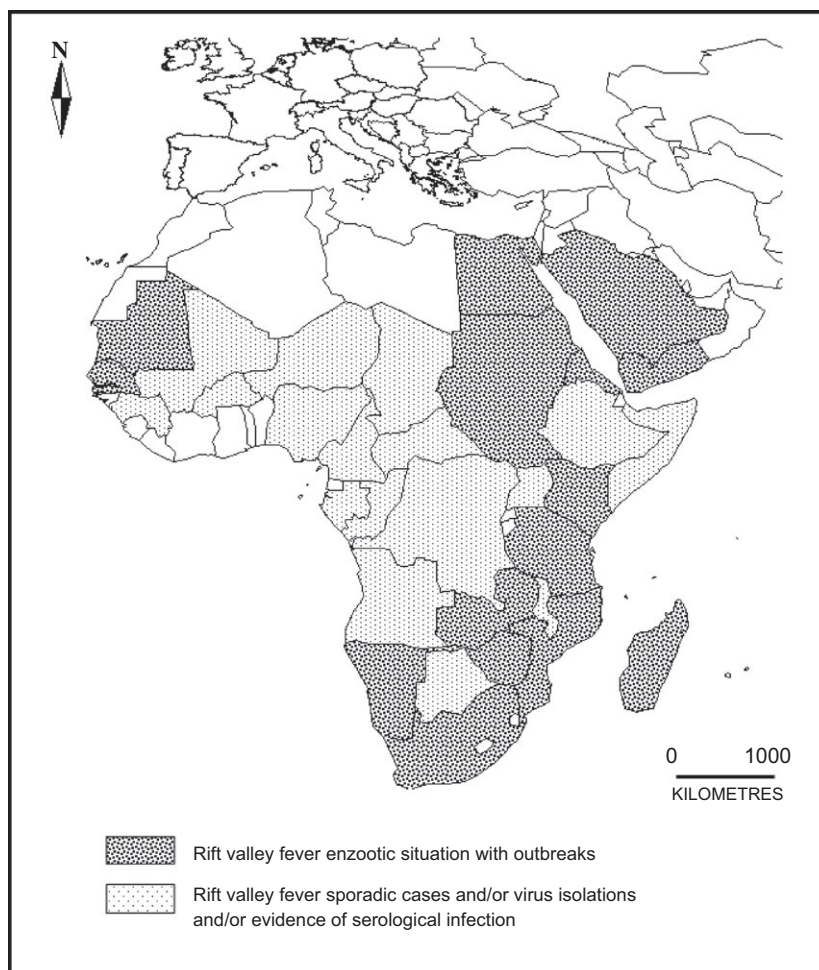 N
0 1000
KILOMETRES
Rift valley fever enzootic situation with outbreaks
Rift valley fever sporadic cases and/or virus isolations
and/or evidence of serological infection